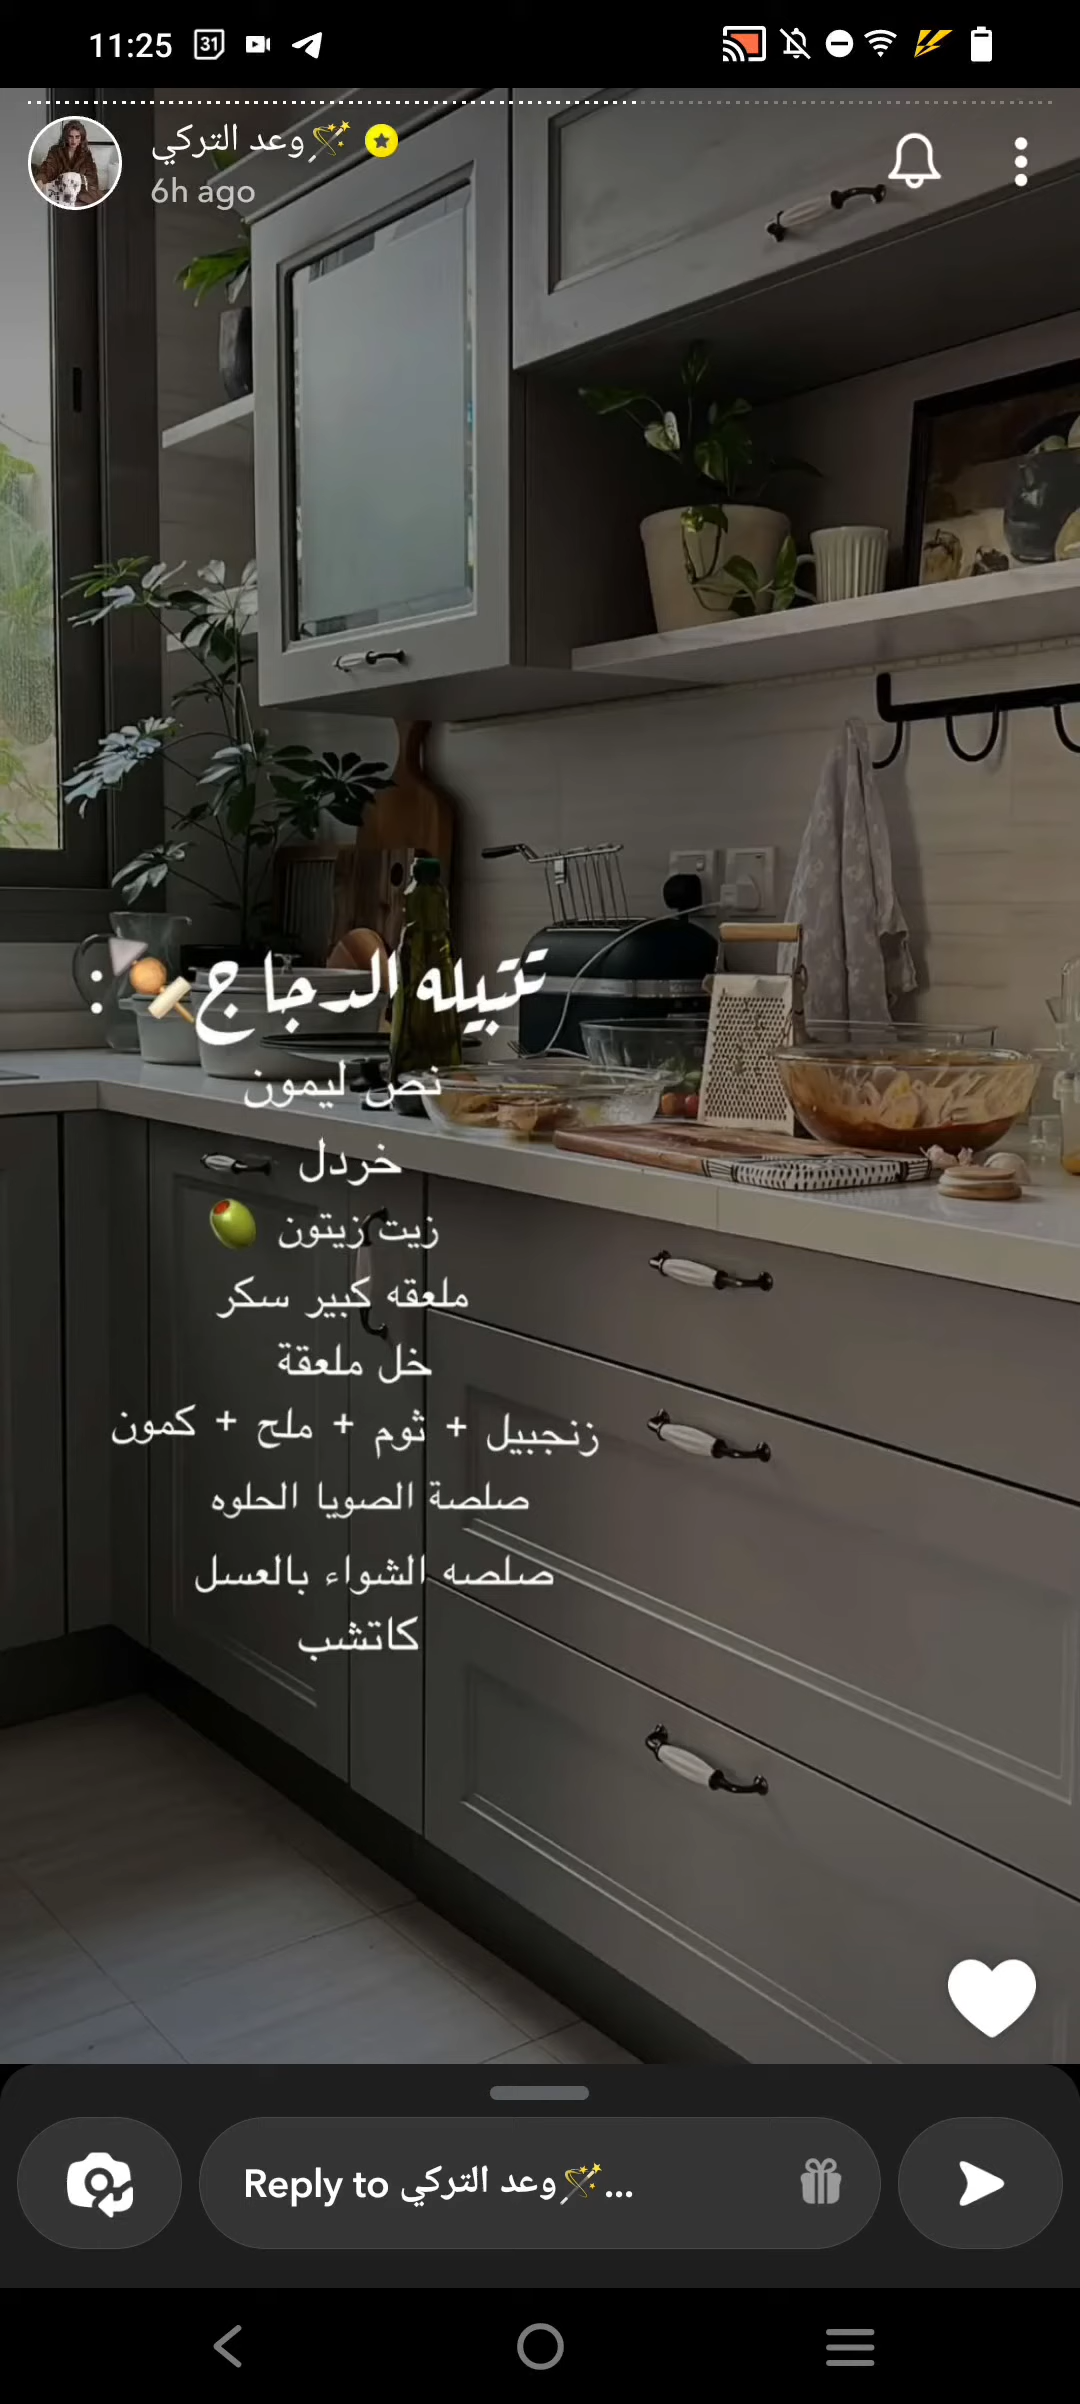 11:25
31
وعد التركي
6h ago
تتبيله الدجاج :
نص ليمون
خردل
زيت زيتون
ملعقه كبير سكر
خل ملعقة
زنجبيل + ثوم + ملح + كمون
صلصة الصويا الحلوه
صلصه الشواء بالعسل
كاتشب
Reply to وعد التركي...